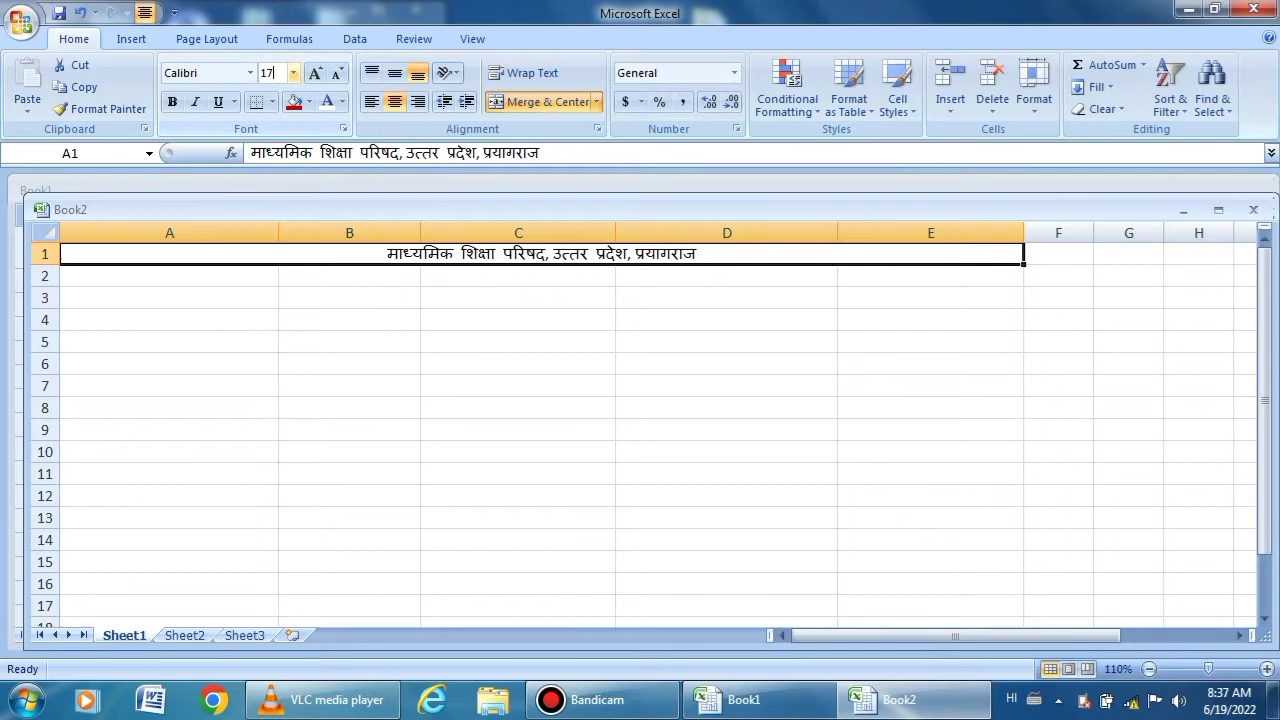 Microsoft Excel
Home Insert Page Layout Formulas Data Review View
Paste Cut Calibri 17 Wrap Text General Conditional Formatting Format as Table Cell Styles Insert Delete Format AutoSum Sort & Filter Find & Select
Copy Fill
Format Painter B I U Merge & Center $ % , Clear
Clipboard Font Alignment Number Styles Cells Editing
A1 fx माध्यमिक शिक्षा परिषद, उत्तर प्रदेश, प्रयागराज
Book1
Book2
A B C D E F G H
1 माध्यमिक शिक्षा परिषद, उत्तर प्रदेश, प्रयागराज
2
3
4
5
6
7
8
9
10
11
12
13
14
15
16
17
18
Sheet1 Sheet2 Sheet3
Ready 110%
VLC media player Bandicam Book1 Book2 HI 8:37 AM
6/19/2022